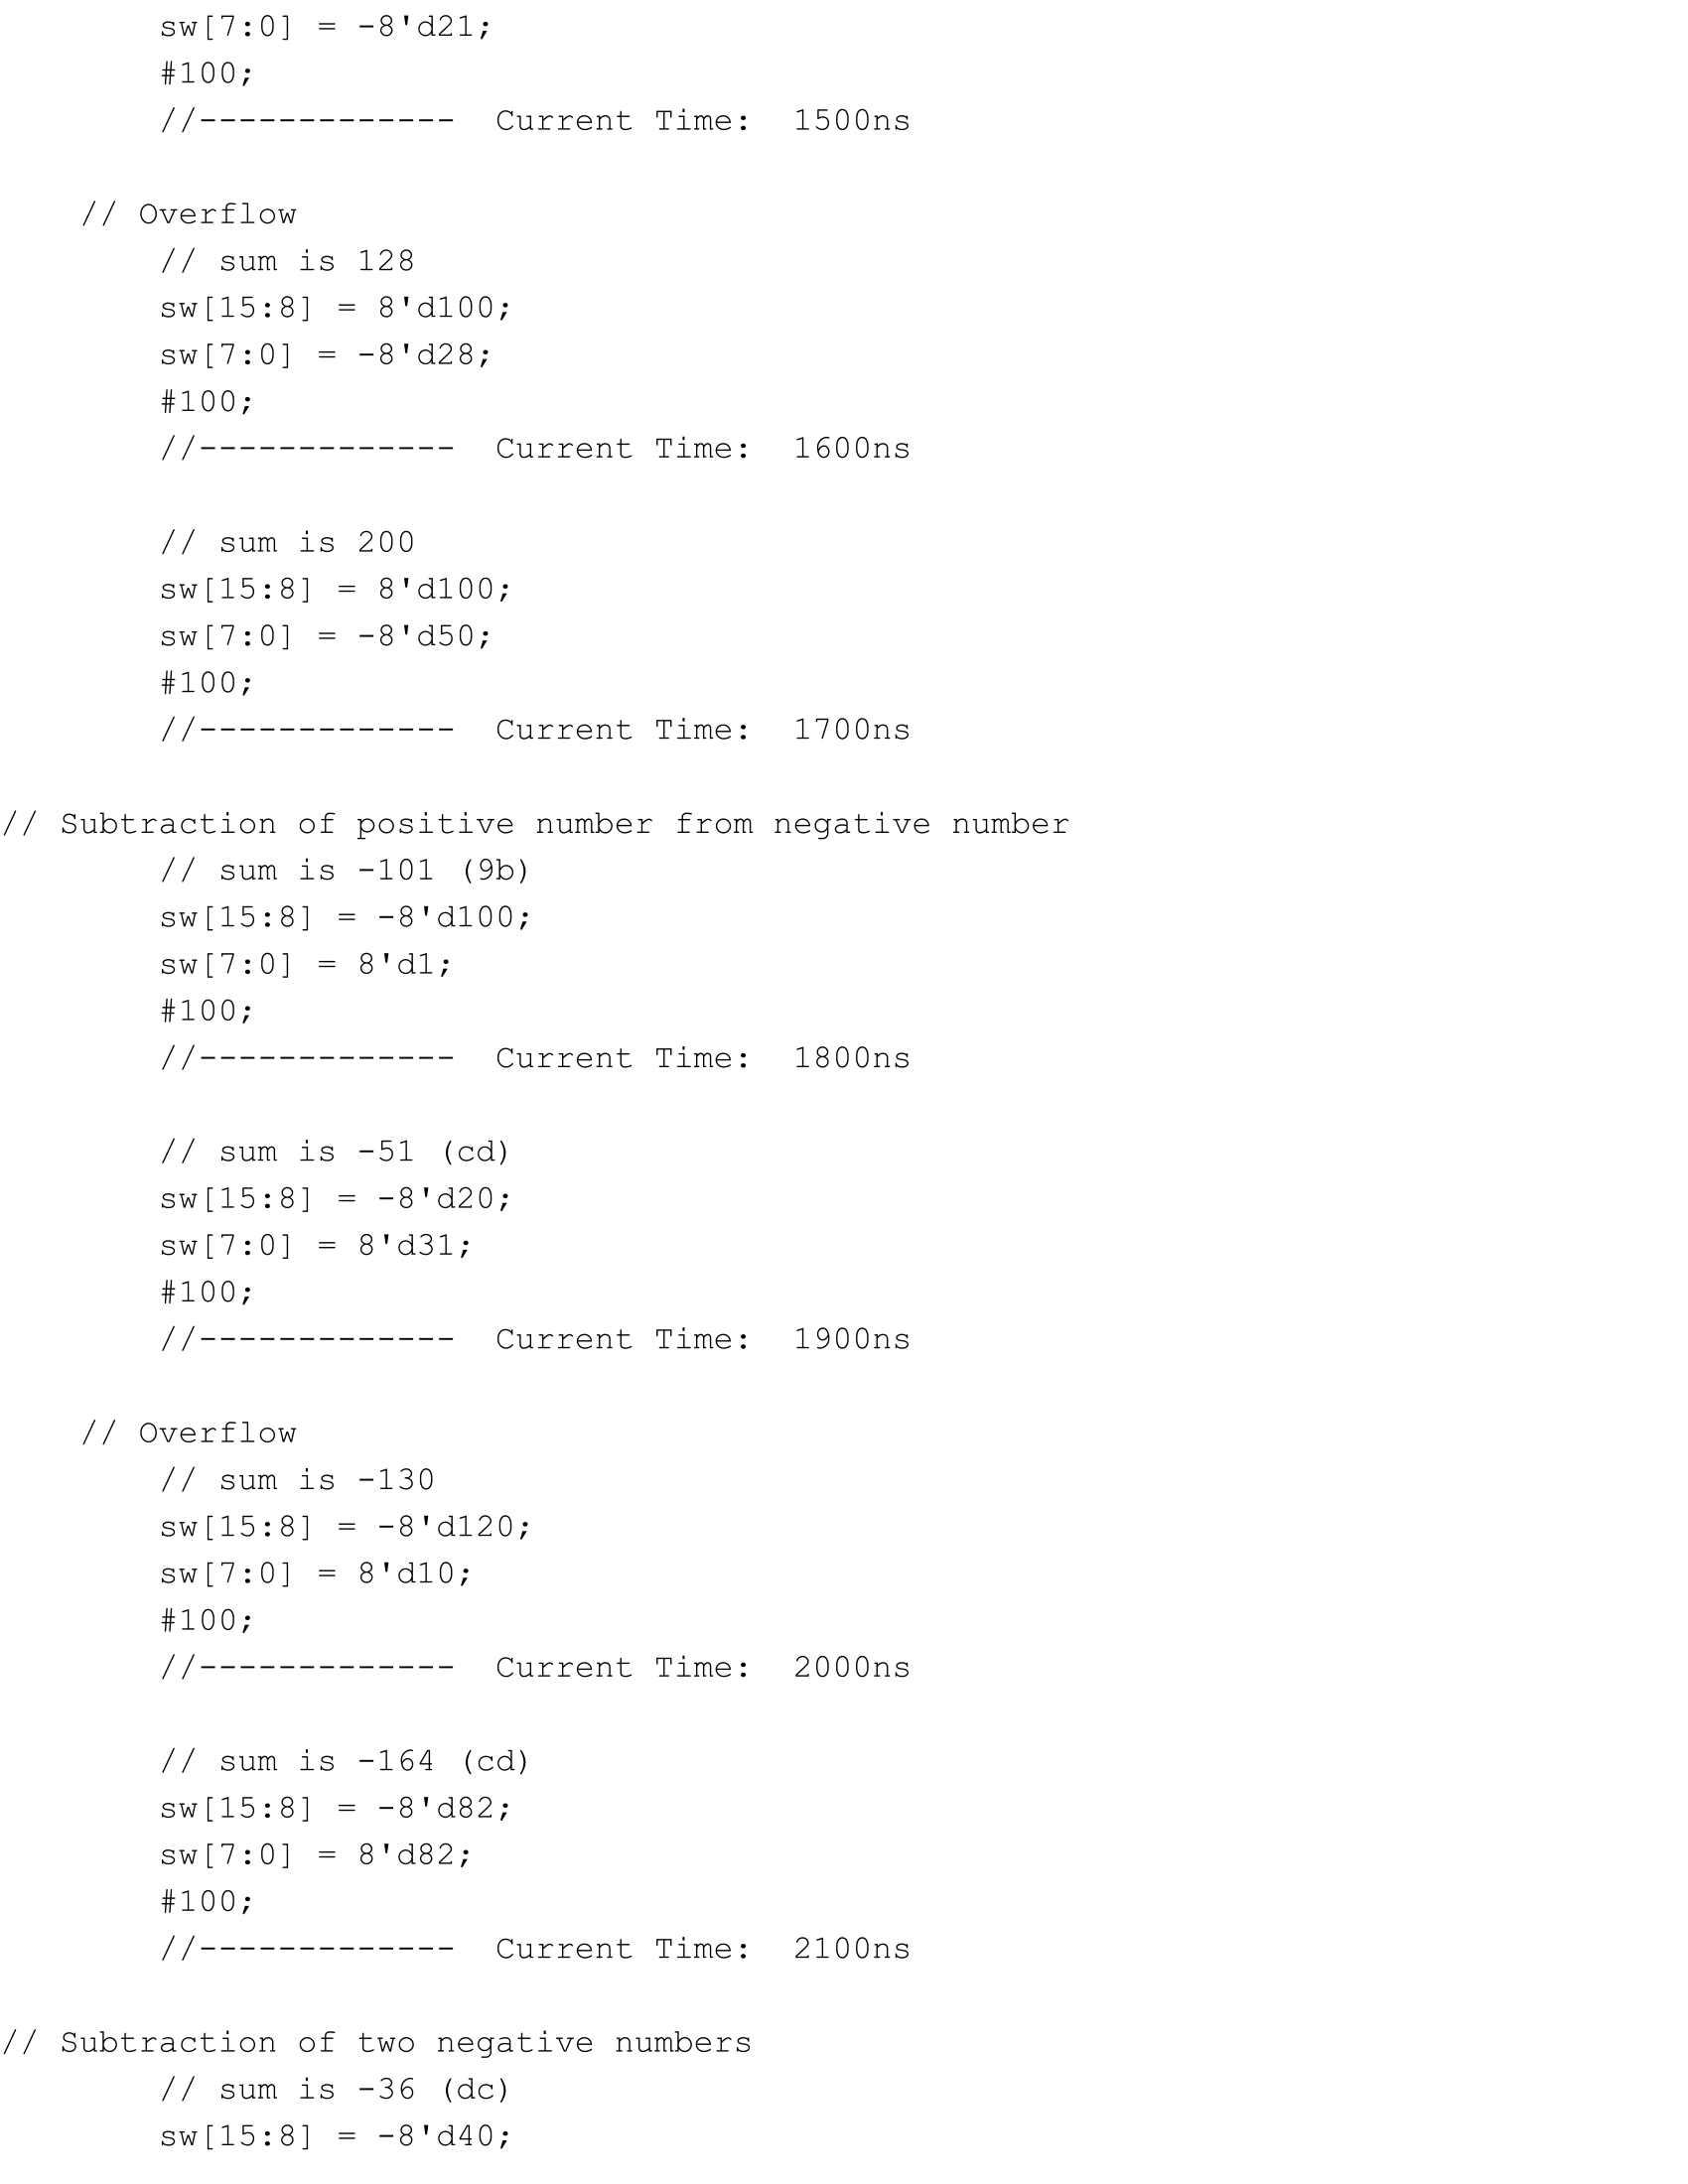 sw[7:0] = -8'd21;
#100;
//-------------  Current Time:  1500ns
// Overflow
// sum is 128
sw[15:8] = 8'd100;
sw[7:0] = -8'd28;
#100;
//-------------  Current Time:  1600ns
// sum is 200
sw[15:8] = 8'd100;
sw[7:0] = -8'd50;
#100;
//-------------  Current Time:  1700ns
// Subtraction of positive number from negative number
// sum is -101 (9b)
sw[15:8] = -8'd100;
sw[7:0] = 8'd1;
#100;
//-------------  Current Time:  1800ns
// sum is -51 (cd)
sw[15:8] = -8'd20;
sw[7:0] = 8'd31;
#100;
//-------------  Current Time:  1900ns
// Overflow
// sum is -130
sw[15:8] = -8'd120;
sw[7:0] = 8'd10;
#100;
//-------------  Current Time:  2000ns
// sum is -164 (cd)
sw[15:8] = -8'd82;
sw[7:0] = 8'd82;
#100;
//-------------  Current Time:  2100ns
// Subtraction of two negative numbers
// sum is -36 (dc)
sw[15:8] = -8'd40;